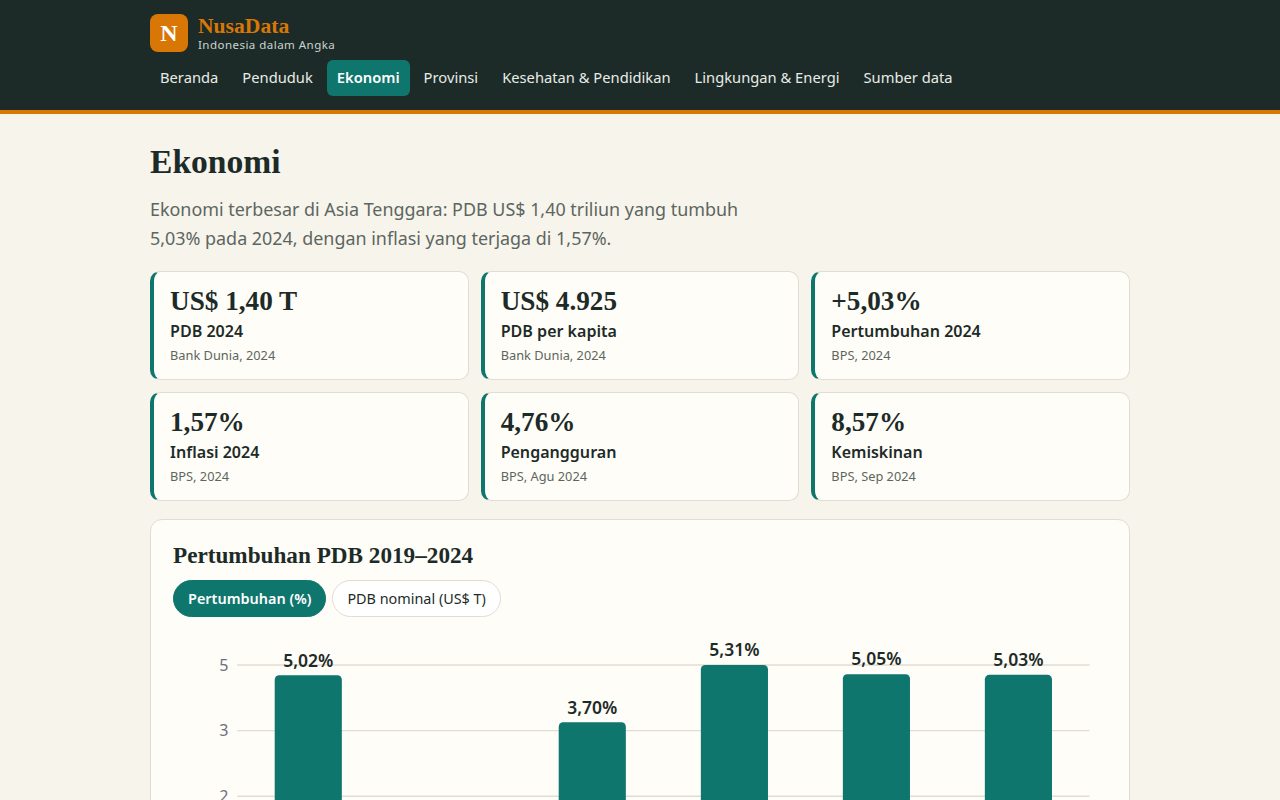 N
NusaData
Indonesia dalam Angka
Beranda Penduduk Ekonomi Provinsi Kesehatan & Pendidikan Lingkungan & Energi Sumber data
Ekonomi
Ekonomi terbesar di Asia Tenggara: PDB US$ 1,40 triliun yang tumbuh
5,03% pada 2024, dengan inflasi yang terjaga di 1,57%.
US$ 1,40 T
PDB 2024
Bank Dunia, 2024
US$ 4.925
PDB per kapita
Bank Dunia, 2024
+5,03%
Pertumbuhan 2024
BPS, 2024
1,57%
Inflasi 2024
BPS, 2024
4,76%
Pengangguran
BPS, Agu 2024
8,57%
Kemiskinan
BPS, Sep 2024
Pertumbuhan PDB 2019–2024
Pertumbuhan (%) PDB nominal (US$ T)
5,31%
5 5,02% 5,05% 5,03%
3,70%
3
2